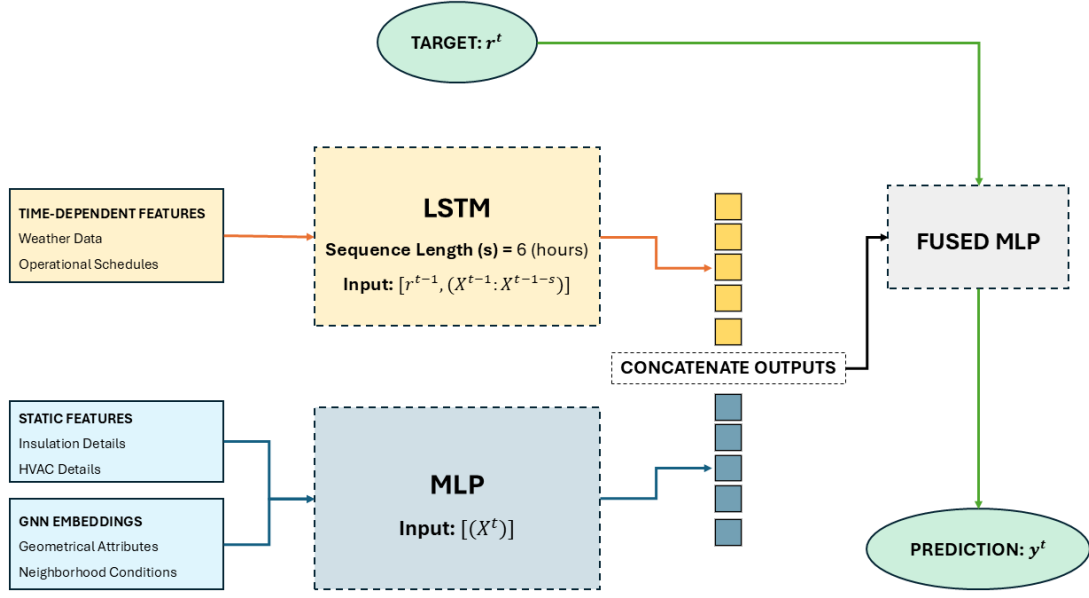 TARGET: r^t
TIME-DEPENDENT FEATURES
Weather Data
Operational Schedules
LSTM
Sequence Length (s) = 6 (hours)
Input: [r^{t-1}, (X^{t-1}: X^{t-1-s})]
FUSED MLP
CONCATENATE OUTPUTS
STATIC FEATURES
Insulation Details
HVAC Details
GNN EMBEDDINGS
Geometrical Attributes
Neighborhood Conditions
MLP
Input: [(X^t)]
PREDICTION: y^t